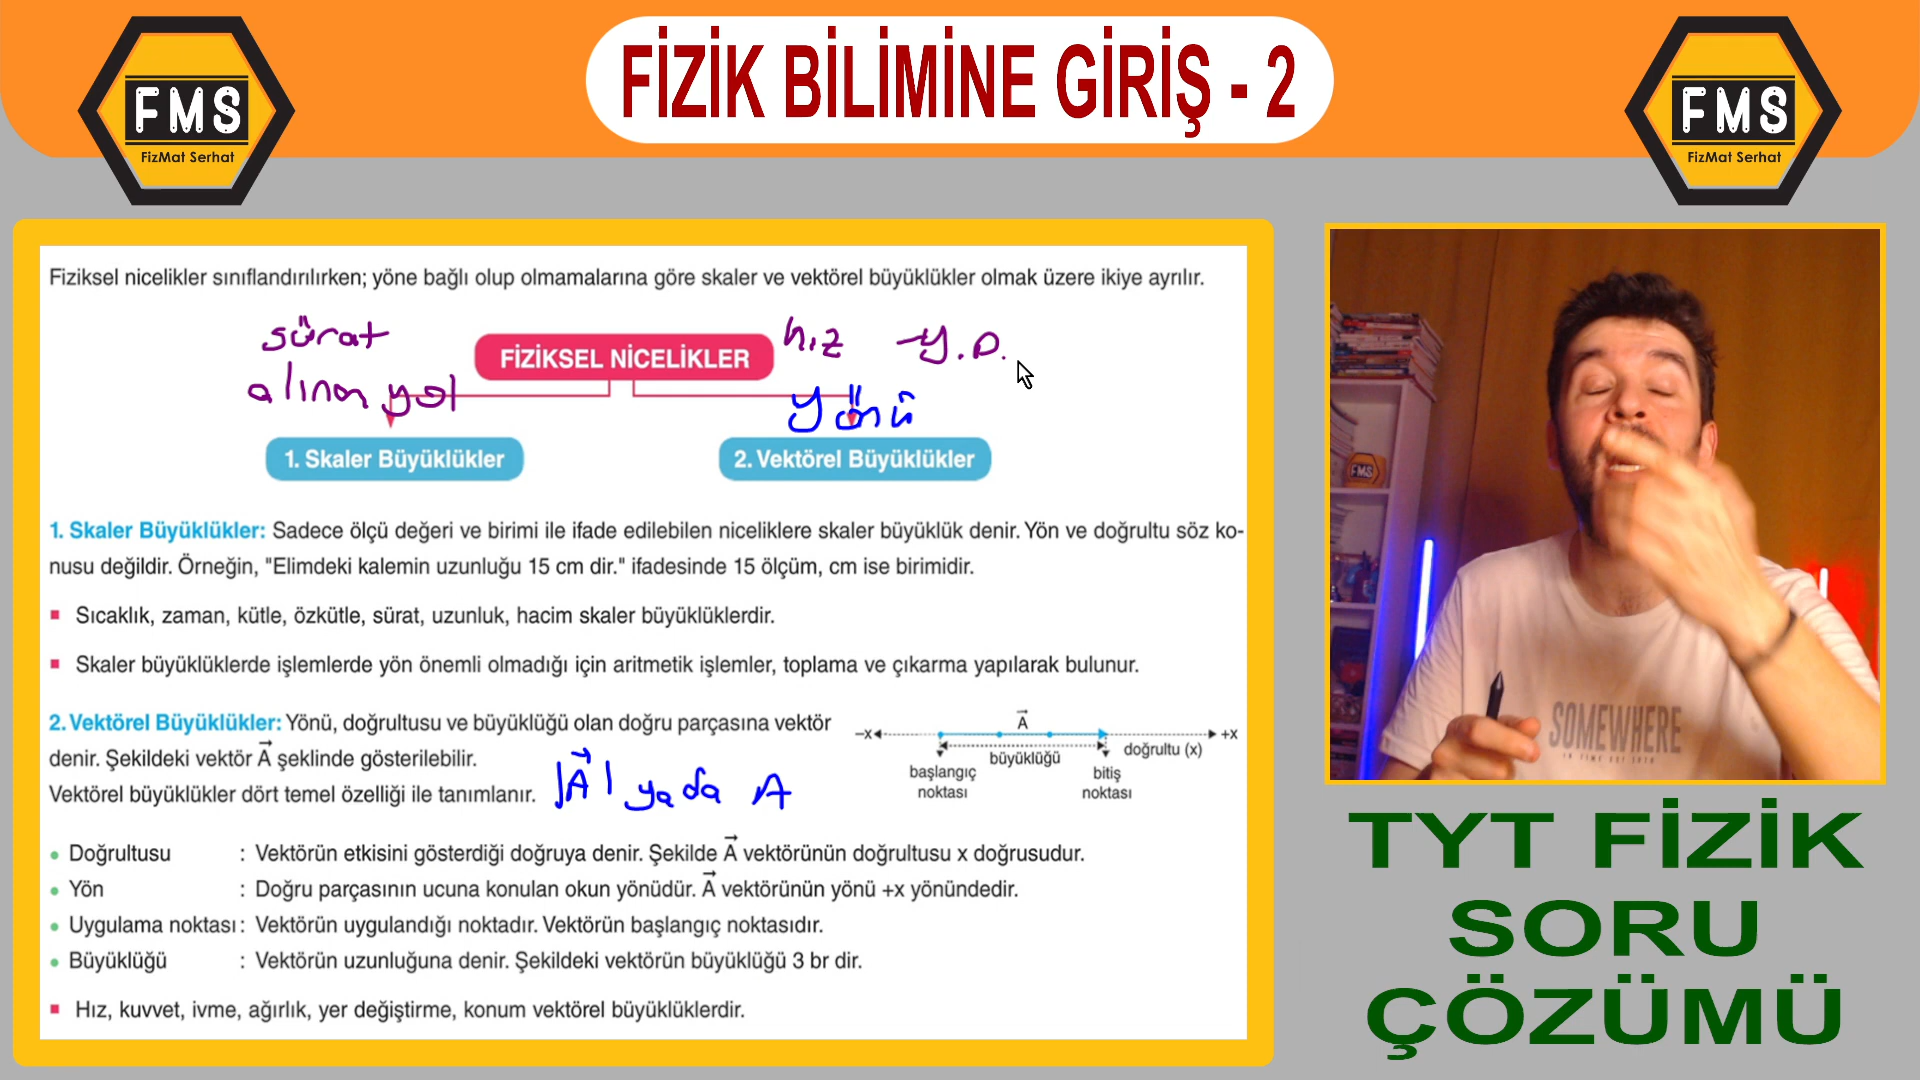 FİZİK BİLİMİNE GİRİŞ - 2
FMS
FizMat Serhat
FMS
FizMat Serhat
Fiziksel nicelikler sınıflandırılırken; yöne bağlı olup olmamalarına göre skaler ve vektörel büyüklükler olmak üzere ikiye ayrılır.
sürat
alınan yol
FİZİKSEL NİCELİKLER
hız y.D.
yönü
1. Skaler Büyüklükler
2. Vektörel Büyüklükler
1. Skaler Büyüklükler: Sadece ölçü değeri ve birimi ile ifade edilebilen niceliklere skaler büyüklük denir. Yön ve doğrultu söz ko-
nusu değildir. Örneğin, "Elimdeki kalemin uzunluğu 15 cm dir." ifadesinde 15 ölçüm, cm ise birimidir.
Sıcaklık, zaman, kütle, özkütle, sürat, uzunluk, hacim skaler büyüklüklerdir.
Skaler büyüklüklerde işlemlerde yön önemli olmadığı için aritmetik işlemler, toplama ve çıkarma yapılarak bulunur.
2. Vektörel Büyüklükler: Yönü, doğrultusu ve büyüklüğü olan doğru parçasına vektör
denir. Şekildeki vektör A⃗ şeklinde gösterilebilir.
Vektörel büyüklükler dört temel özelliği ile tanımlanır.
|A⃗| yada A
A⃗
-x +x
büyüklüğü doğrultu (x)
başlangıç noktası
bitiş noktası
Doğrultusu : Vektörün etkisini gösterdiği doğruya denir. Şekilde A⃗ vektörünün doğrultusu x doğrusudur.
Yön : Doğru parçasının ucuna konulan okun yönüdür. A⃗ vektörünün yönü +x yönündedir.
Uygulama noktası : Vektörün uygulandığı noktadır. Vektörün başlangıç noktasıdır.
Büyüklüğü : Vektörün uzunluğuna denir. Şekildeki vektörün büyüklüğü 3 br dir.
Hız, kuvvet, ivme, ağırlık, yer değiştirme, konum vektörel büyüklüklerdir.
FMS
SOMEWHERE
TYT FİZİK
SORU
ÇÖZÜMÜ